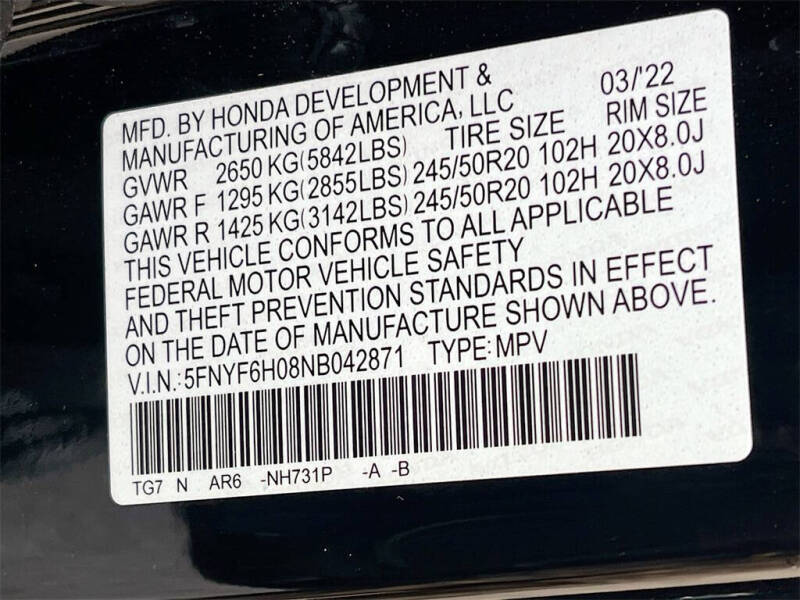 MFD. BY HONDA DEVELOPMENT & 03/'22
MANUFACTURING OF AMERICA, LLC
GVWR 2650 KG(5842LBS) TIRE SIZE RIM SIZE
GAWR F 1295 KG(2855LBS) 245/50R20 102H 20X8.0J
GAWR R 1425 KG(3142LBS) 245/50R20 102H 20X8.0J
THIS VEHICLE CONFORMS TO ALL APPLICABLE
FEDERAL MOTOR VEHICLE SAFETY
AND THEFT PREVENTION STANDARDS IN EFFECT
ON THE DATE OF MANUFACTURE SHOWN ABOVE.
V.I.N.:5FNYF6H08NB042871 TYPE:MPV
TG7 N AR6 -NH731P -A -B